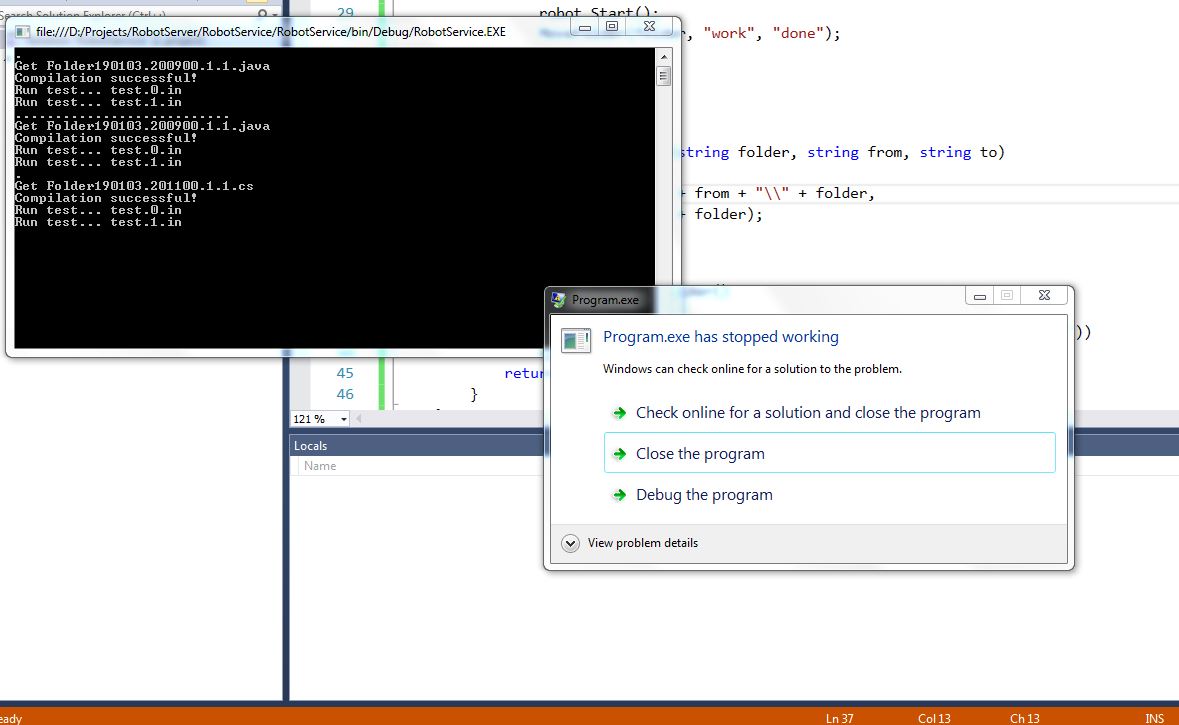 Search Solution Explorer (Ctrl+;)
29
robot.Start();
file:///D:/Projects/RobotServer/RobotService/RobotService/bin/Debug/RobotService.EXE
, "work", "done");
.
Get Folder190103.200900.1.1.java
Compilation successful!
Run test... test.0.in
Run test... test.1.in
...........................
Get Folder190103.200900.1.1.java
Compilation successful!
Run test... test.0.in
Run test... test.1.in
.
Get Folder190103.201100.1.1.cs
Compilation successful!
Run test... test.0.in
Run test... test.1.in
string folder, string from, string to)
+ from + "\\" + folder,
+ folder);
))
45
retur
46
}
121 %
Locals
Name
Program.exe
Program.exe has stopped working
Windows can check online for a solution to the problem.
Check online for a solution and close the program
Close the program
Debug the program
View problem details
eady
Ln 37
Col 13
Ch 13
INS